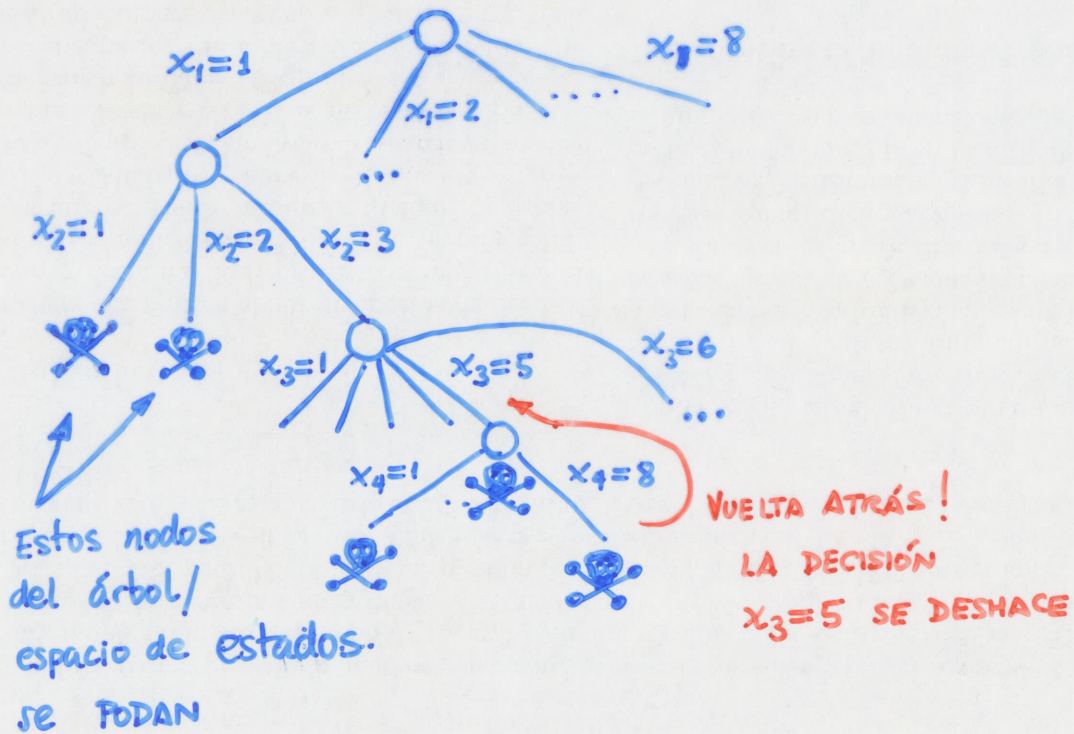 x₁=1
x₁=2
.....
x₁=8
...
x₂=1
x₂=2
x₂=3
x₃=1
x₃=5
x₃=6
...
x₄=1
...
x₄=8
Estos nodos
del árbol/
espacio de estados.
se PODAN
VUELTA ATRÁS!
LA DECISIÓN
x₃=5 SE DESHACE